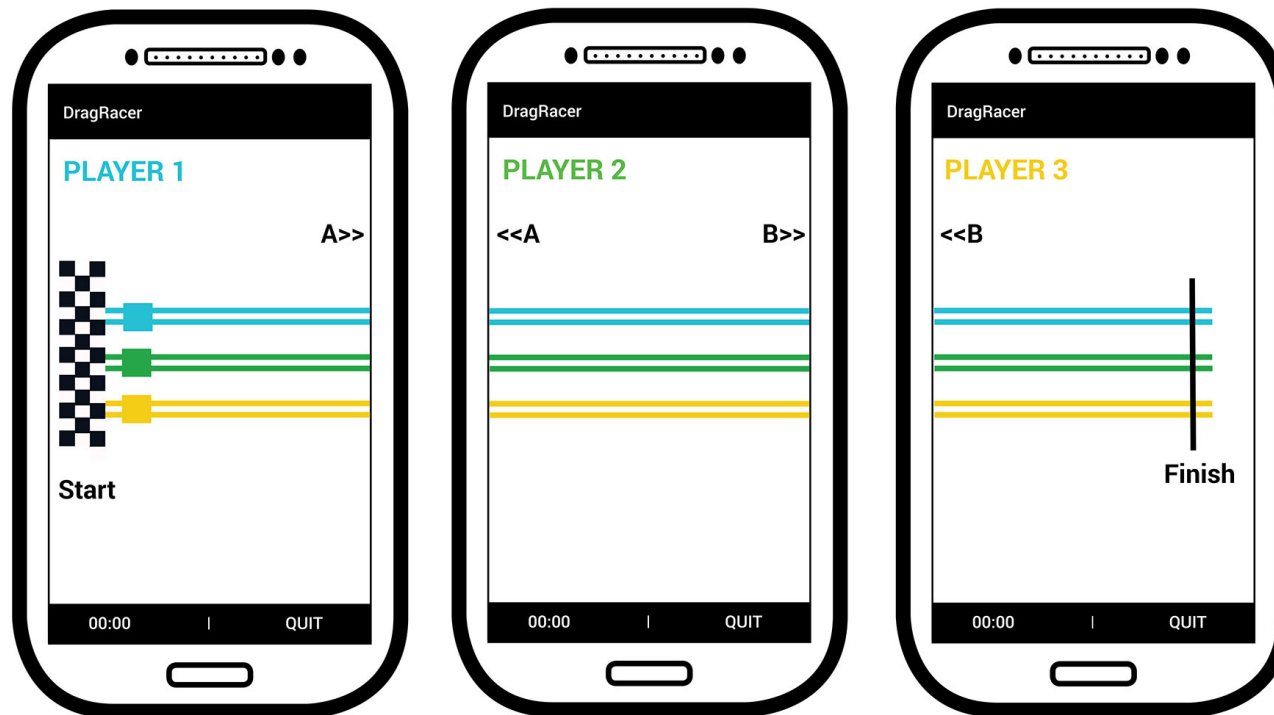 DragRacer
PLAYER 1
A>>
Start
00:00 | QUIT
DragRacer
PLAYER 2
<<A B>>
00:00 | QUIT
DragRacer
PLAYER 3
<<B
Finish
00:00 | QUIT